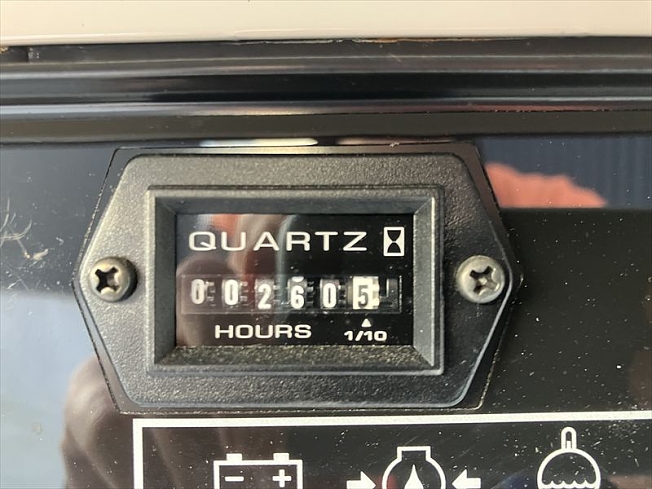 QUARTZ
002605
HOURS 1/10
- +